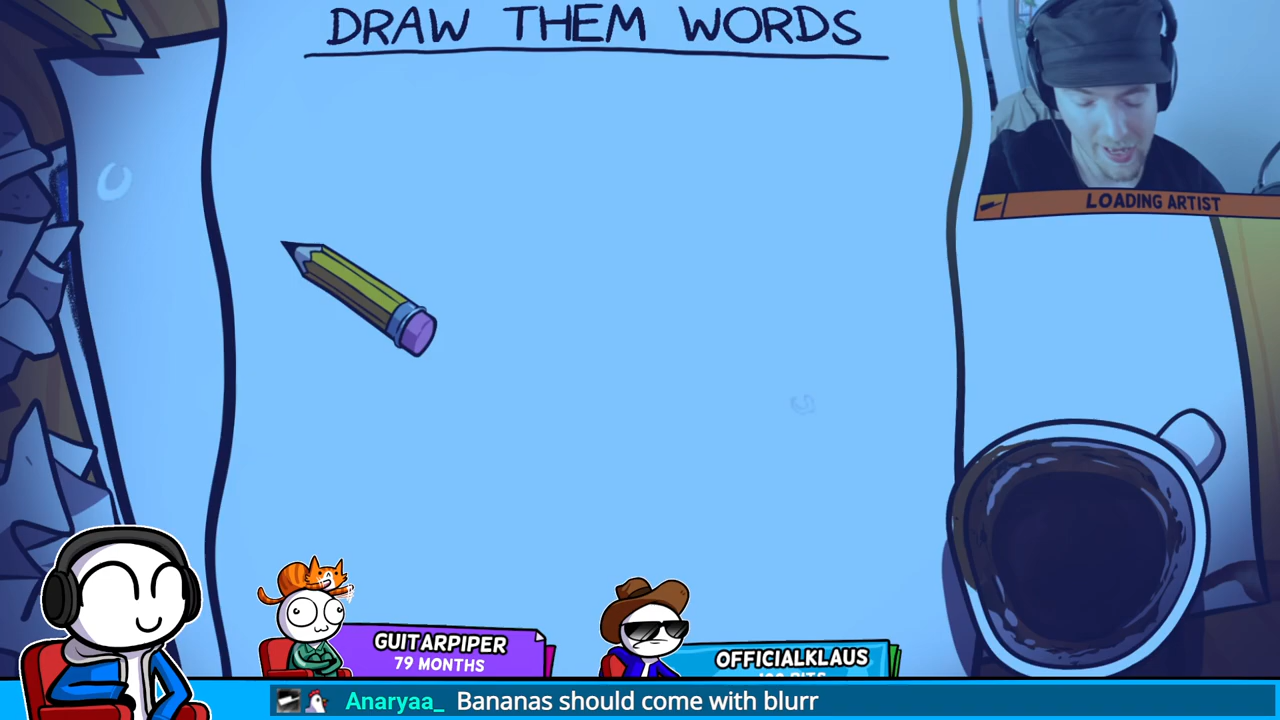 DRAW THEM WORDS
LOADING ARTIST
GUITARPIPER
79 MONTHS
OFFICIALKLAUS
Anaryaa_ Bananas should come with blurr